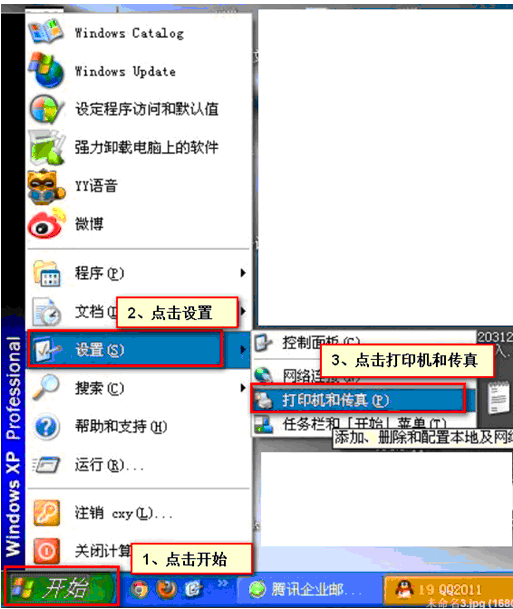 Windows Catalog
Windows Update
设定程序访问和默认值
强力卸载电脑上的软件
YY语音
微博
程序(P)
文档(D
2、点击设置
设置(S)
控制面板(C)
20312
入.
3、点击打印机和传真
搜索(C)
网络连接
打印机和传真(P)
帮助和支持(H)
任务栏和「开始」菜单(T)
添加、删除和配置本地及网络
运行(R)...
注销 cxy(L)...
关闭计算
1、点击开始
Windows XP Professional
开始
腾讯企业邮...
19 QQ2011
未命名3.jpg (168